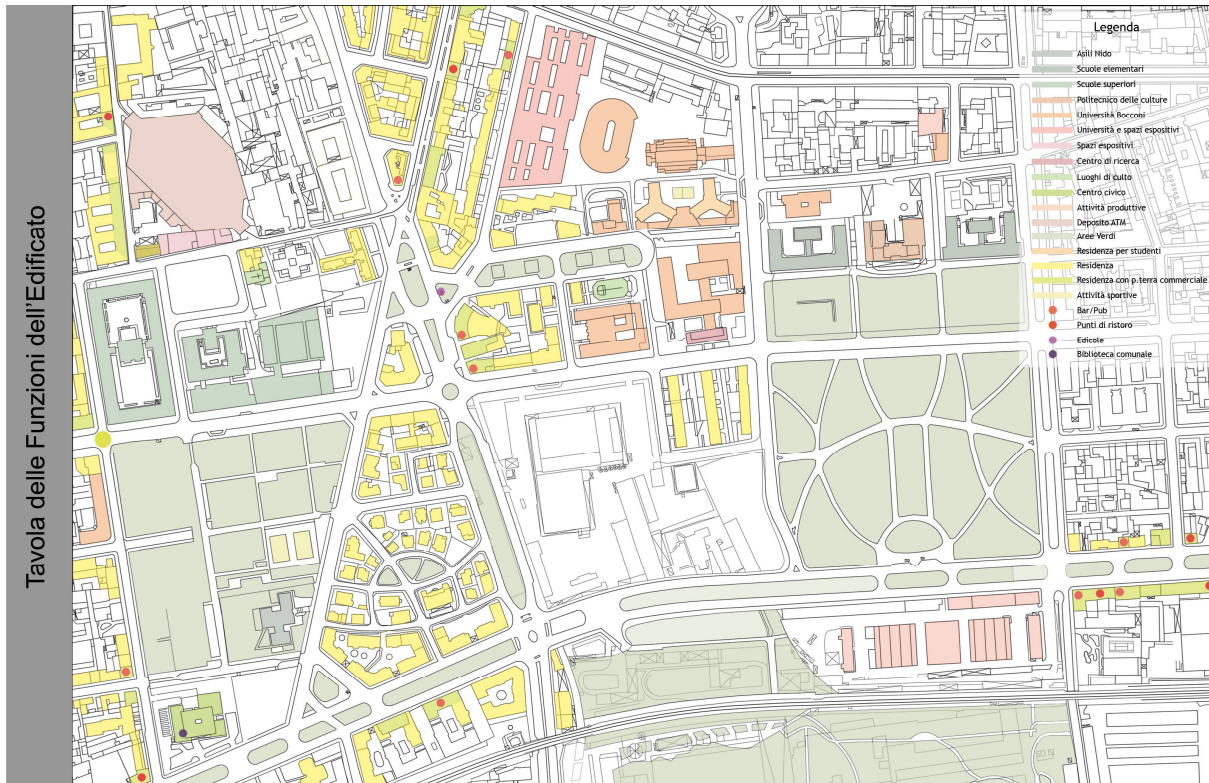 Tavola delle Funzioni dell'Edificato
Legenda
Asili Nido
Scuole elementari
Scuole superiori
Politecnico delle culture
Università Bocconi
Università e spazi espositivi
Spazi espositivi
Centro di ricerca
Luoghi di culto
Centro civico
Attività produttive
Deposito ATM
Aree Verdi
Residenza per studenti
Residenza
Residenza con p.terra commerciale
Attività sportive
Bar/Pub
Punti di ristoro
Edicole
Biblioteca comunale